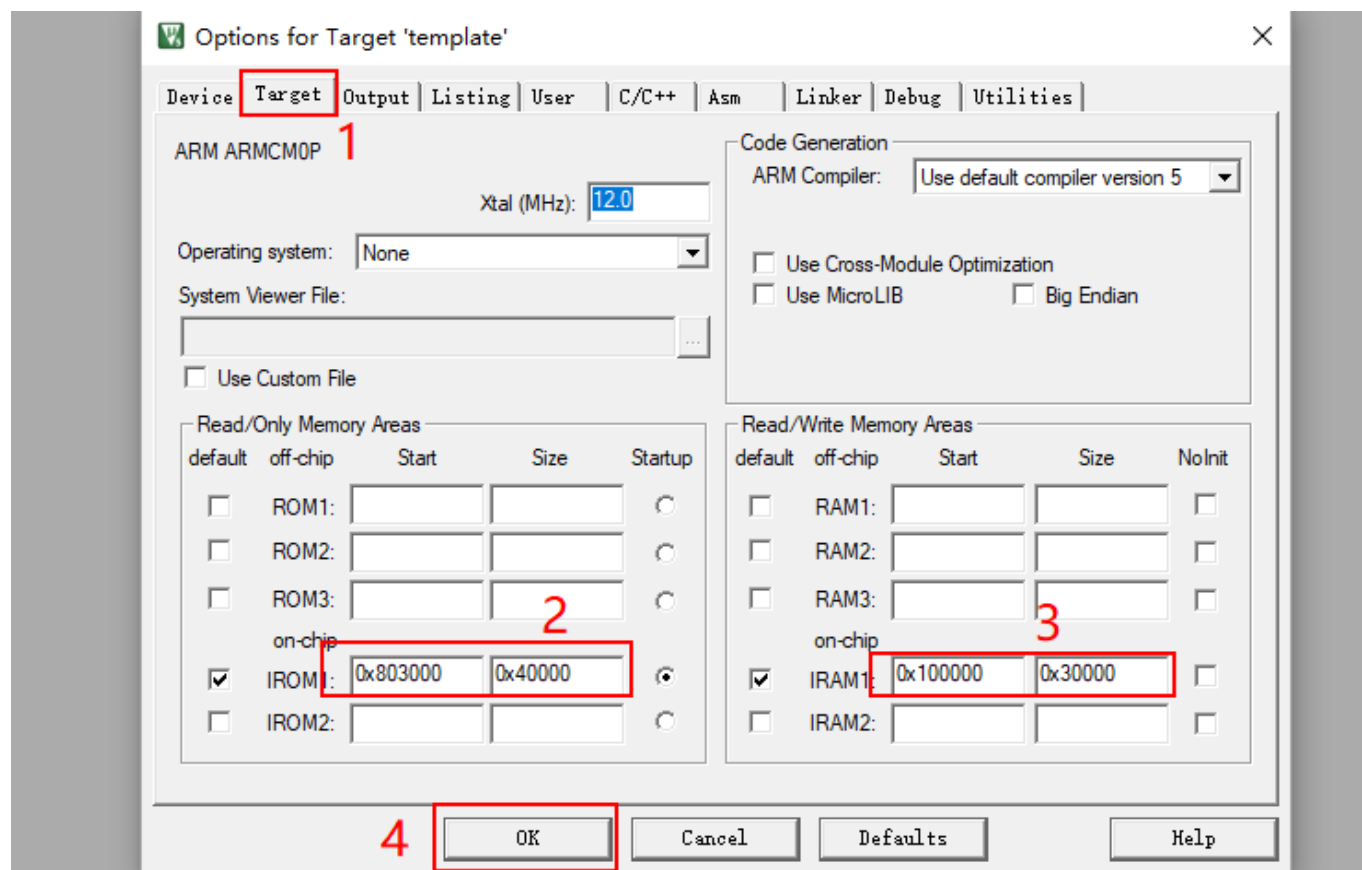 Options for Target 'template'
Device Target Output Listing User C/C++ Asm Linker Debug Utilities
1
ARM ARMCM0P
Xtal (MHz): 12.0
Operating system: None
System Viewer File:
...
Use Custom File
Code Generation
ARM Compiler: Use default compiler version 5
Use Cross-Module Optimization
Use MicroLIB Big Endian
Read/Only Memory Areas
default off-chip Start Size Startup
ROM1:
ROM2:
ROM3:
2
on-chip
IROM1: 0x803000 0x40000
IROM2:
Read/Write Memory Areas
default off-chip Start Size NoInit
RAM1:
RAM2:
RAM3:
3
on-chip
IRAM1: 0x100000 0x30000
IRAM2:
4
OK Cancel Defaults Help